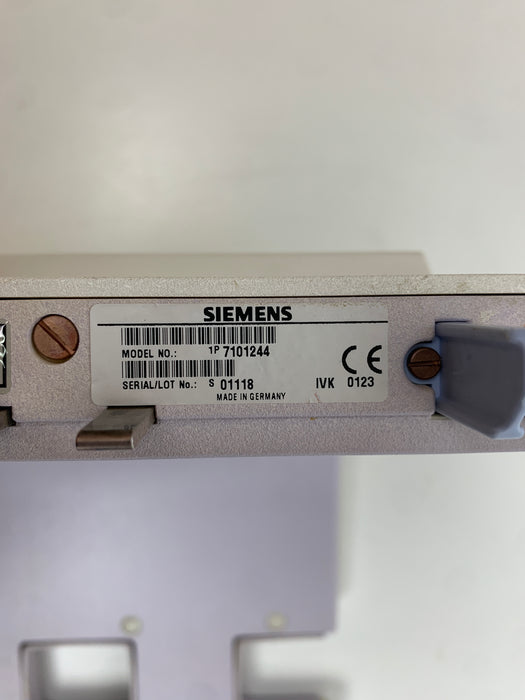 SIEMENS
MODEL NO.: 1P 7101244
SERIAL/LOT No.: S 01118 IVK 0123
MADE IN GERMANY
CE